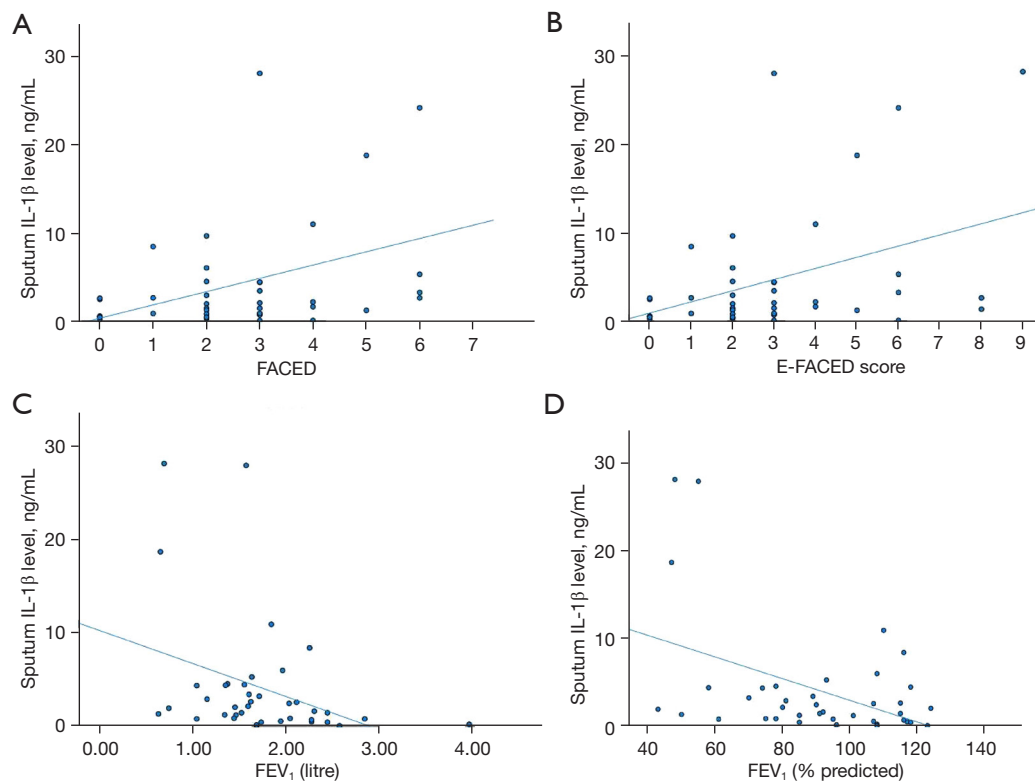 A
Sputum IL-1β level, ng/mL
30
20
10
0
0 1 2 3 4 5 6 7
FACED
B
Sputum IL-1β level, ng/mL
30
20
10
0
0 1 2 3 4 5 6 7 8 9
E-FACED score
C
Sputum IL-1β level, ng/mL
30
20
10
0
0.00 1.00 2.00 3.00 4.00
FEV₁ (litre)
D
Sputum IL-1β level, ng/mL
30
20
10
0
40 60 80 100 120 140
FEV₁ (% predicted)